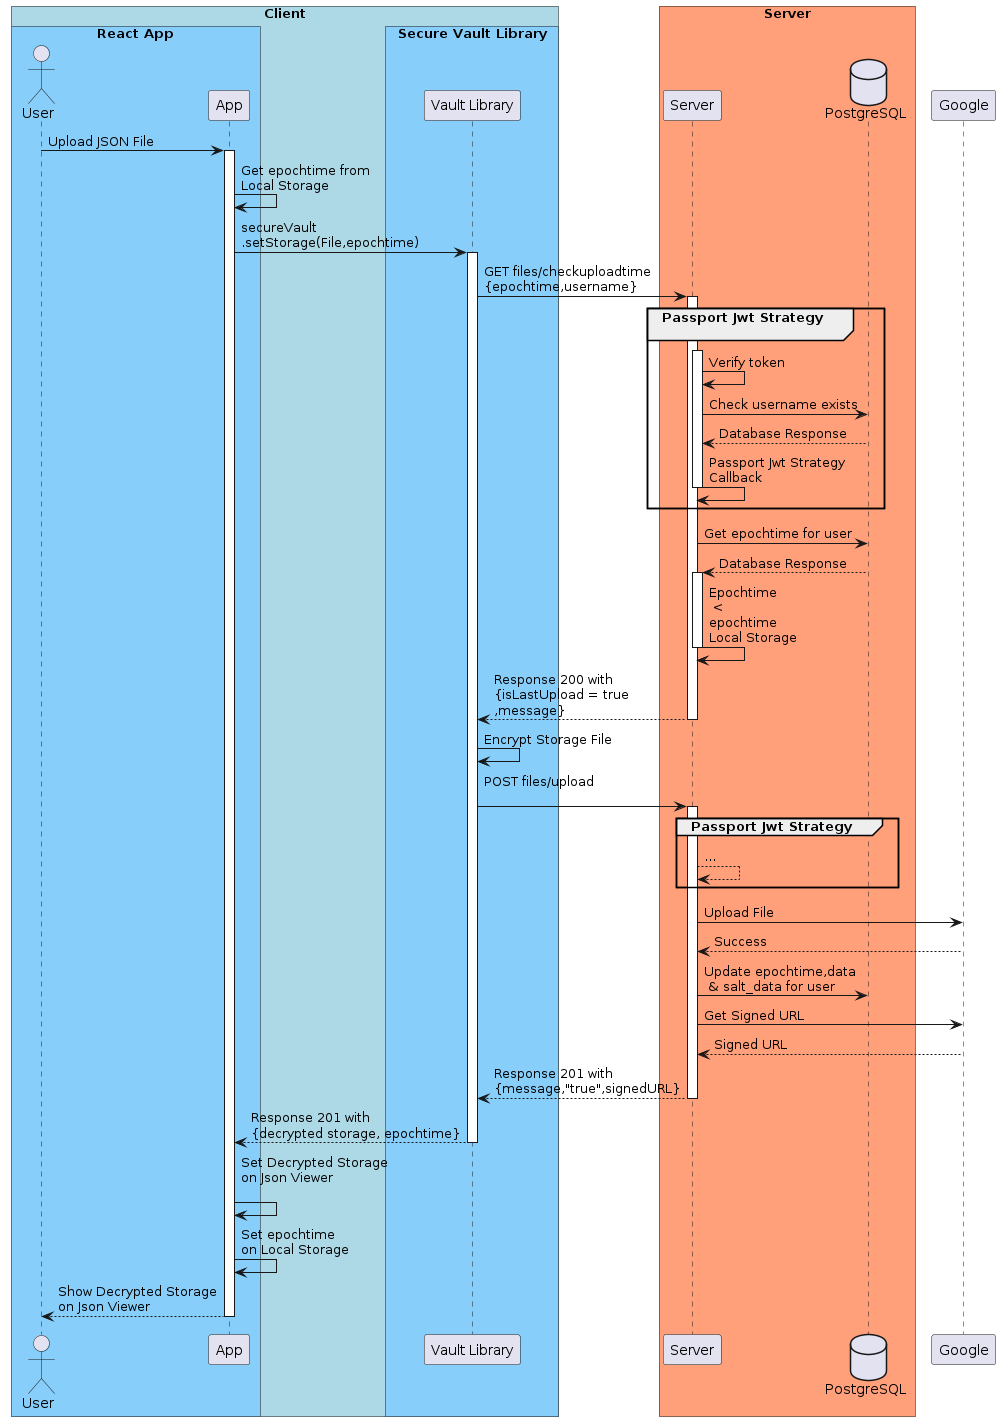 Client
Server
React App
Secure Vault Library
User
App
Vault Library
Server
PostgreSQL
Google
Upload JSON File
Get epochtime from
Local Storage
secureVault
.setStorage(File,epochtime)
GET files/checkuploadtime
{epochtime,username}
Passport Jwt Strategy
Verify token
Check username exists
Database Response
Passport Jwt Strategy
Callback
Get epochtime for user
Database Response
Epochtime
<
epochtime
Local Storage
Response 200 with
{isLastUpload = true
,message}
Encrypt Storage File
POST files/upload
Passport Jwt Strategy
...
Upload File
Success
Update epochtime,data
& salt_data for user
Get Signed URL
Signed URL
Response 201 with
{message,"true",signedURL}
Response 201 with
{decrypted storage, epochtime}
Set Decrypted Storage
on Json Viewer
Set epochtime
on Local Storage
Show Decrypted Storage
on Json Viewer
User
App
Vault Library
Server
PostgreSQL
Google